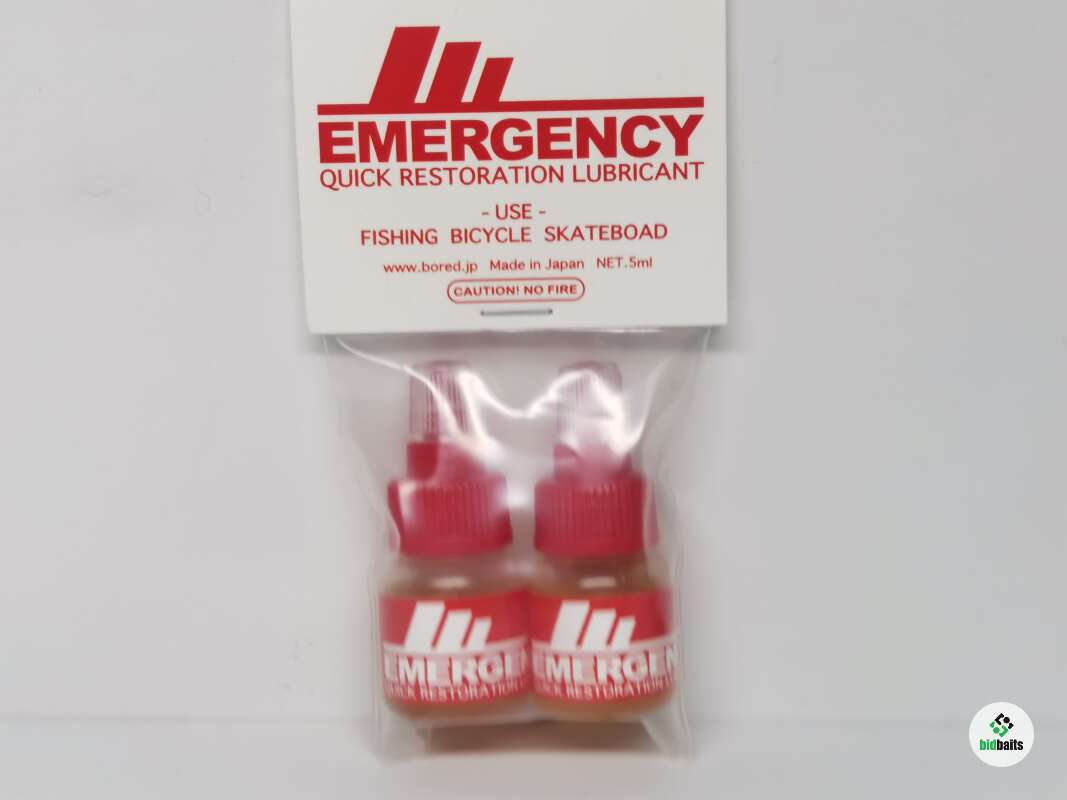 EMERGENCY
QUICK RESTORATION LUBRICANT
- USE -
FISHING BICYCLE SKATEBOAD
www.bored.jp Made in Japan NET.5ml
CAUTION! NO FIRE
EMERGEN
QUICK RESTORATION
EMERGEN
QUICK RESTORATION
bidbaits